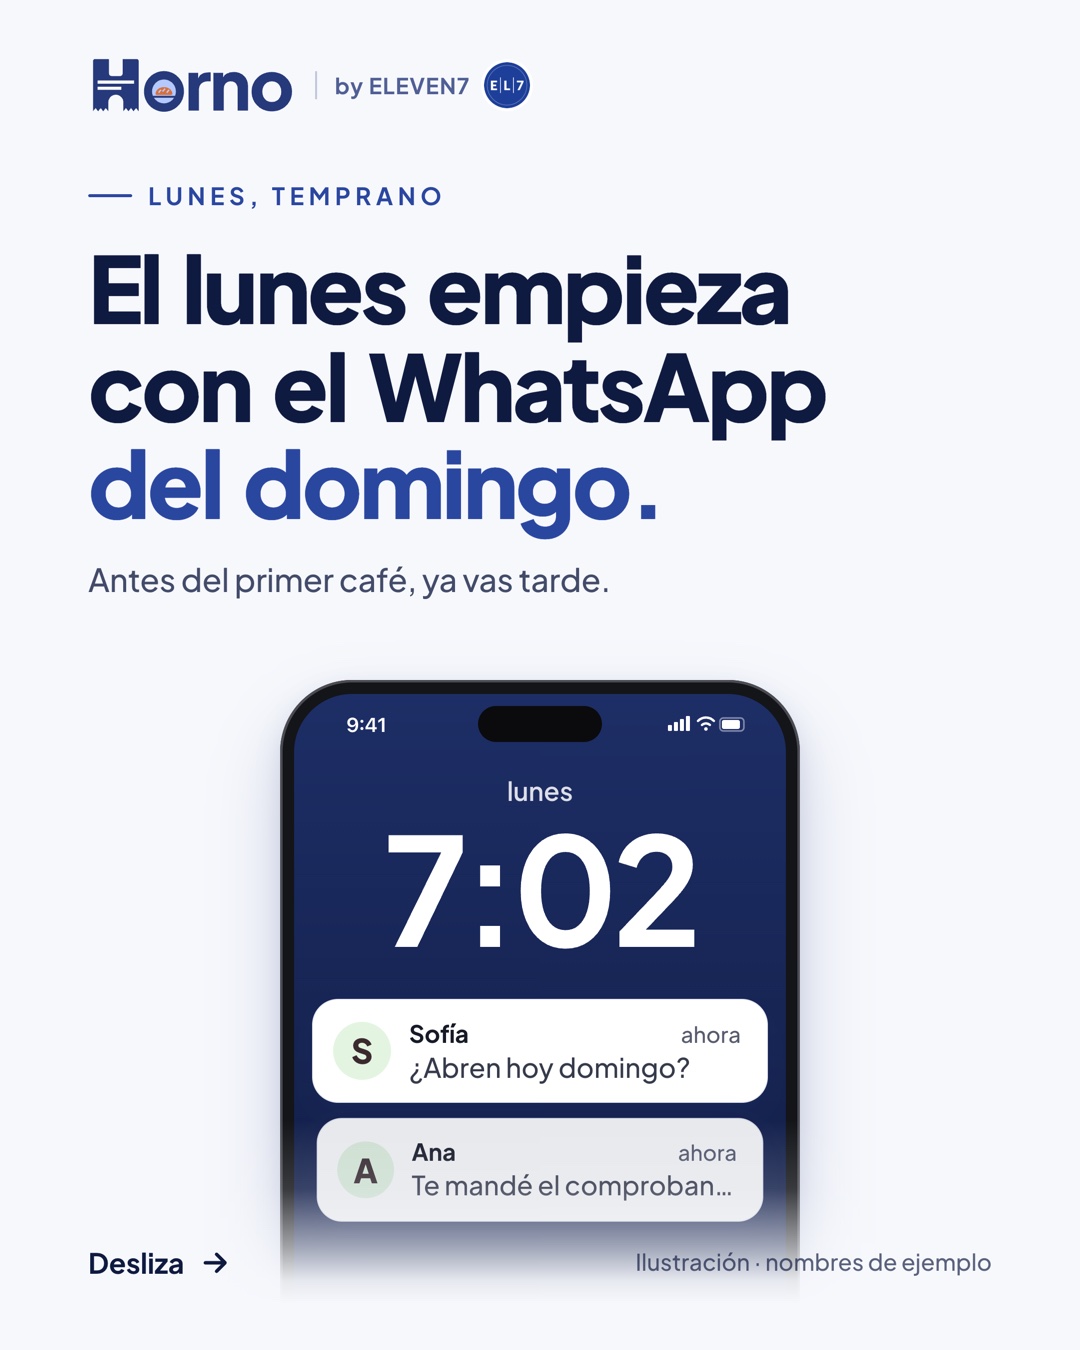 Horno by ELEVEN7 E|L|7
LUNES, TEMPRANO
El lunes empieza
con el WhatsApp
del domingo.
Antes del primer café, ya vas tarde.
9:41
lunes
7:02
S Sofía ahora
¿Abren hoy domingo?
A Ana ahora
Te mandé el comproban...
Desliza → Ilustración · nombres de ejemplo